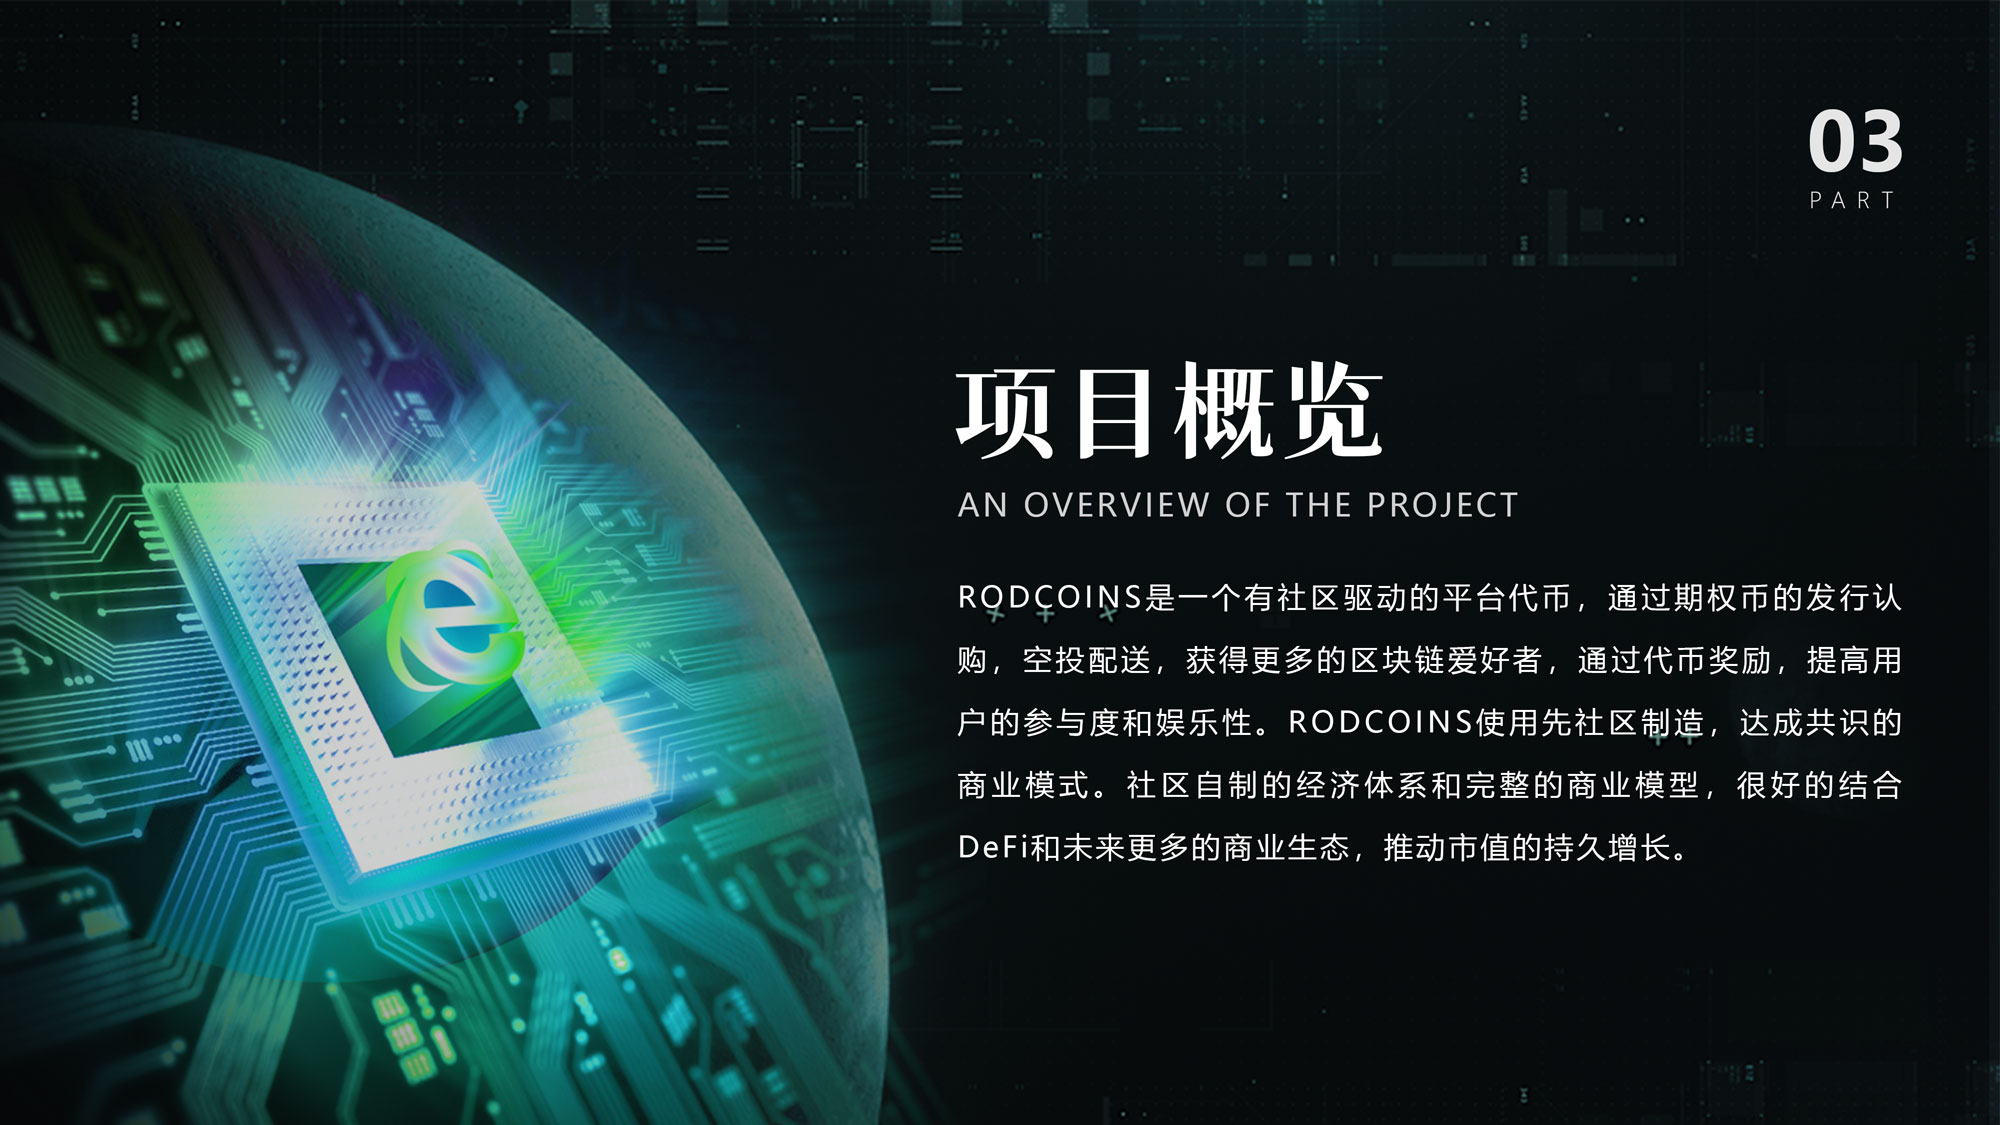 03
PART
项目概览
AN OVERVIEW OF THE PROJECT
RODCOINS是一个有社区驱动的平台代币，通过期权币的发行认
购，空投配送，获得更多的区块链爱好者，通过代币奖励，提高用
户的参与度和娱乐性。RODCOINS使用先社区制造，达成共识的
商业模式。社区自制的经济体系和完整的商业模型，很好的结合
DeFi和未来更多的商业生态，推动市值的持久增长。
e